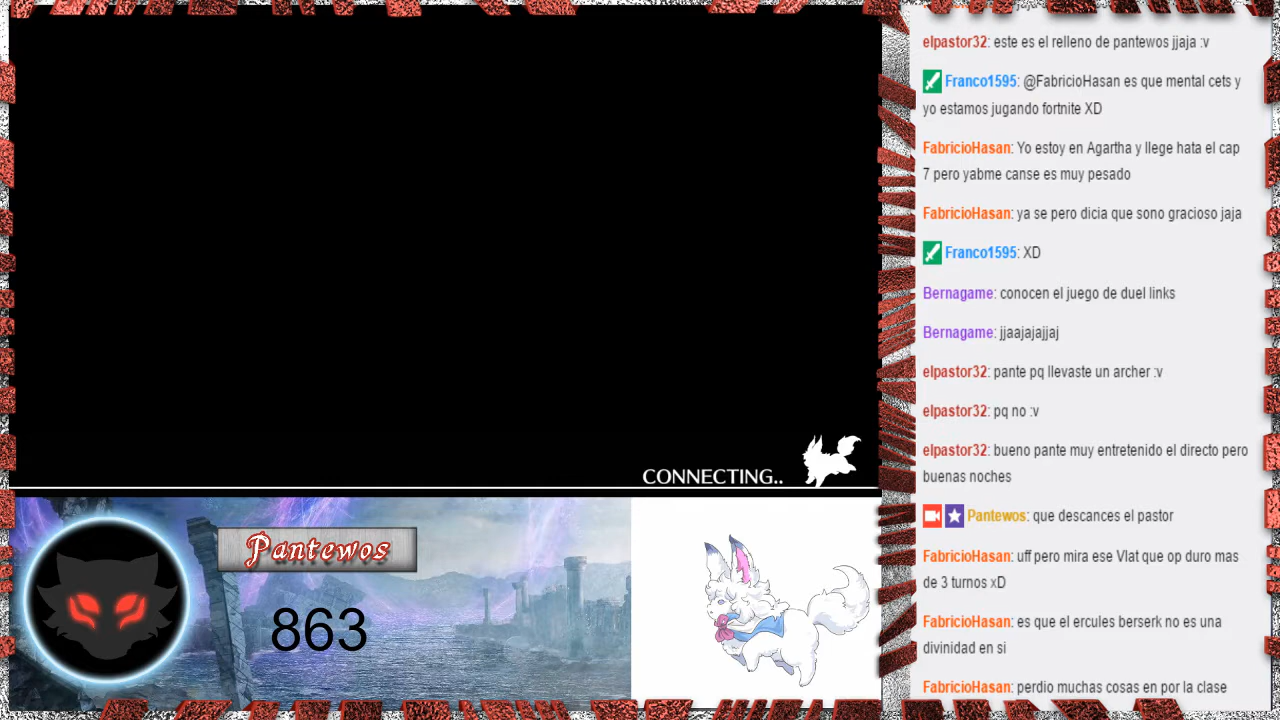 CONNECTING..
Pantewos
863
elpastor32: este es el relleno de pantewos jjaja :v
Franco1595: @FabricioHasan es que mental cets y
yo estamos jugando fortnite XD
FabricioHasan: Yo estoy en Agartha y llege hata el cap
7 pero yabme canse es muy pesado
FabricioHasan: ya se pero dicia que sono gracioso jaja
Franco1595: XD
Bernagame: conocen el juego de duel links
Bernagame: jjaajajajjaj
elpastor32: pante pq llevaste un archer :v
elpastor32: pq no :v
elpastor32: bueno pante muy entretenido el directo pero
buenas noches
Pantewos: que descances el pastor
FabricioHasan: uff pero mira ese Vlat que op duro mas
de 3 turnos xD
FabricioHasan: es que el ercules berserk no es una
divinidad en si
FabricioHasan: perdio muchas cosas en por la clase